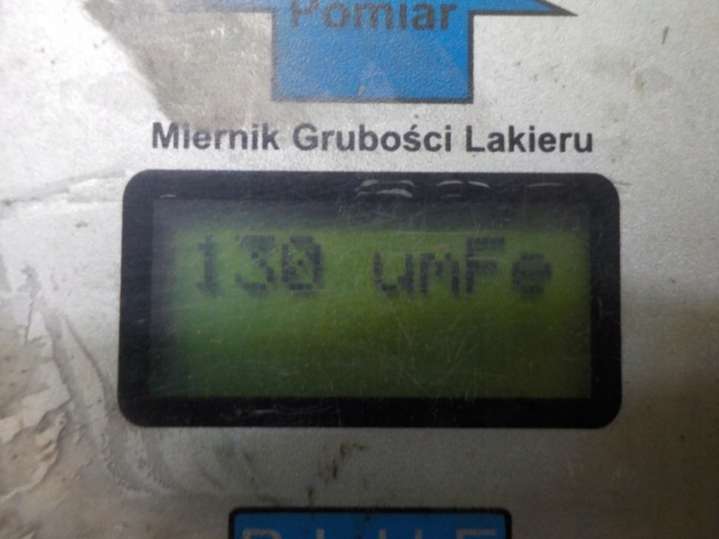 Pomiar
Miernik Grubości Lakieru
130 umFe